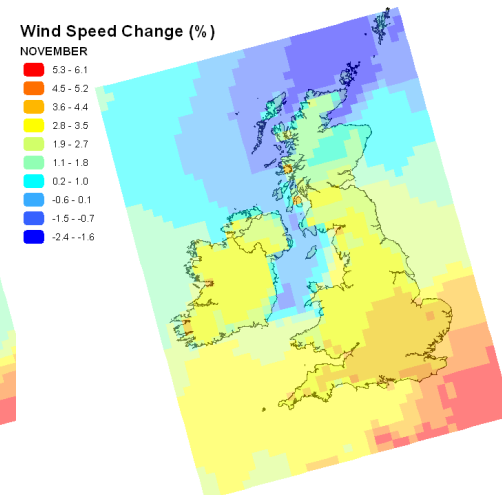 Wind Speed Change (%)
NOVEMBER
5.3 - 6.1
4.5 - 5.2
3.6 - 4.4
2.8 - 3.5
1.9 - 2.7
1.1 - 1.8
0.2 - 1.0
-0.6 - 0.1
-1.5 - -0.7
-2.4 - -1.6